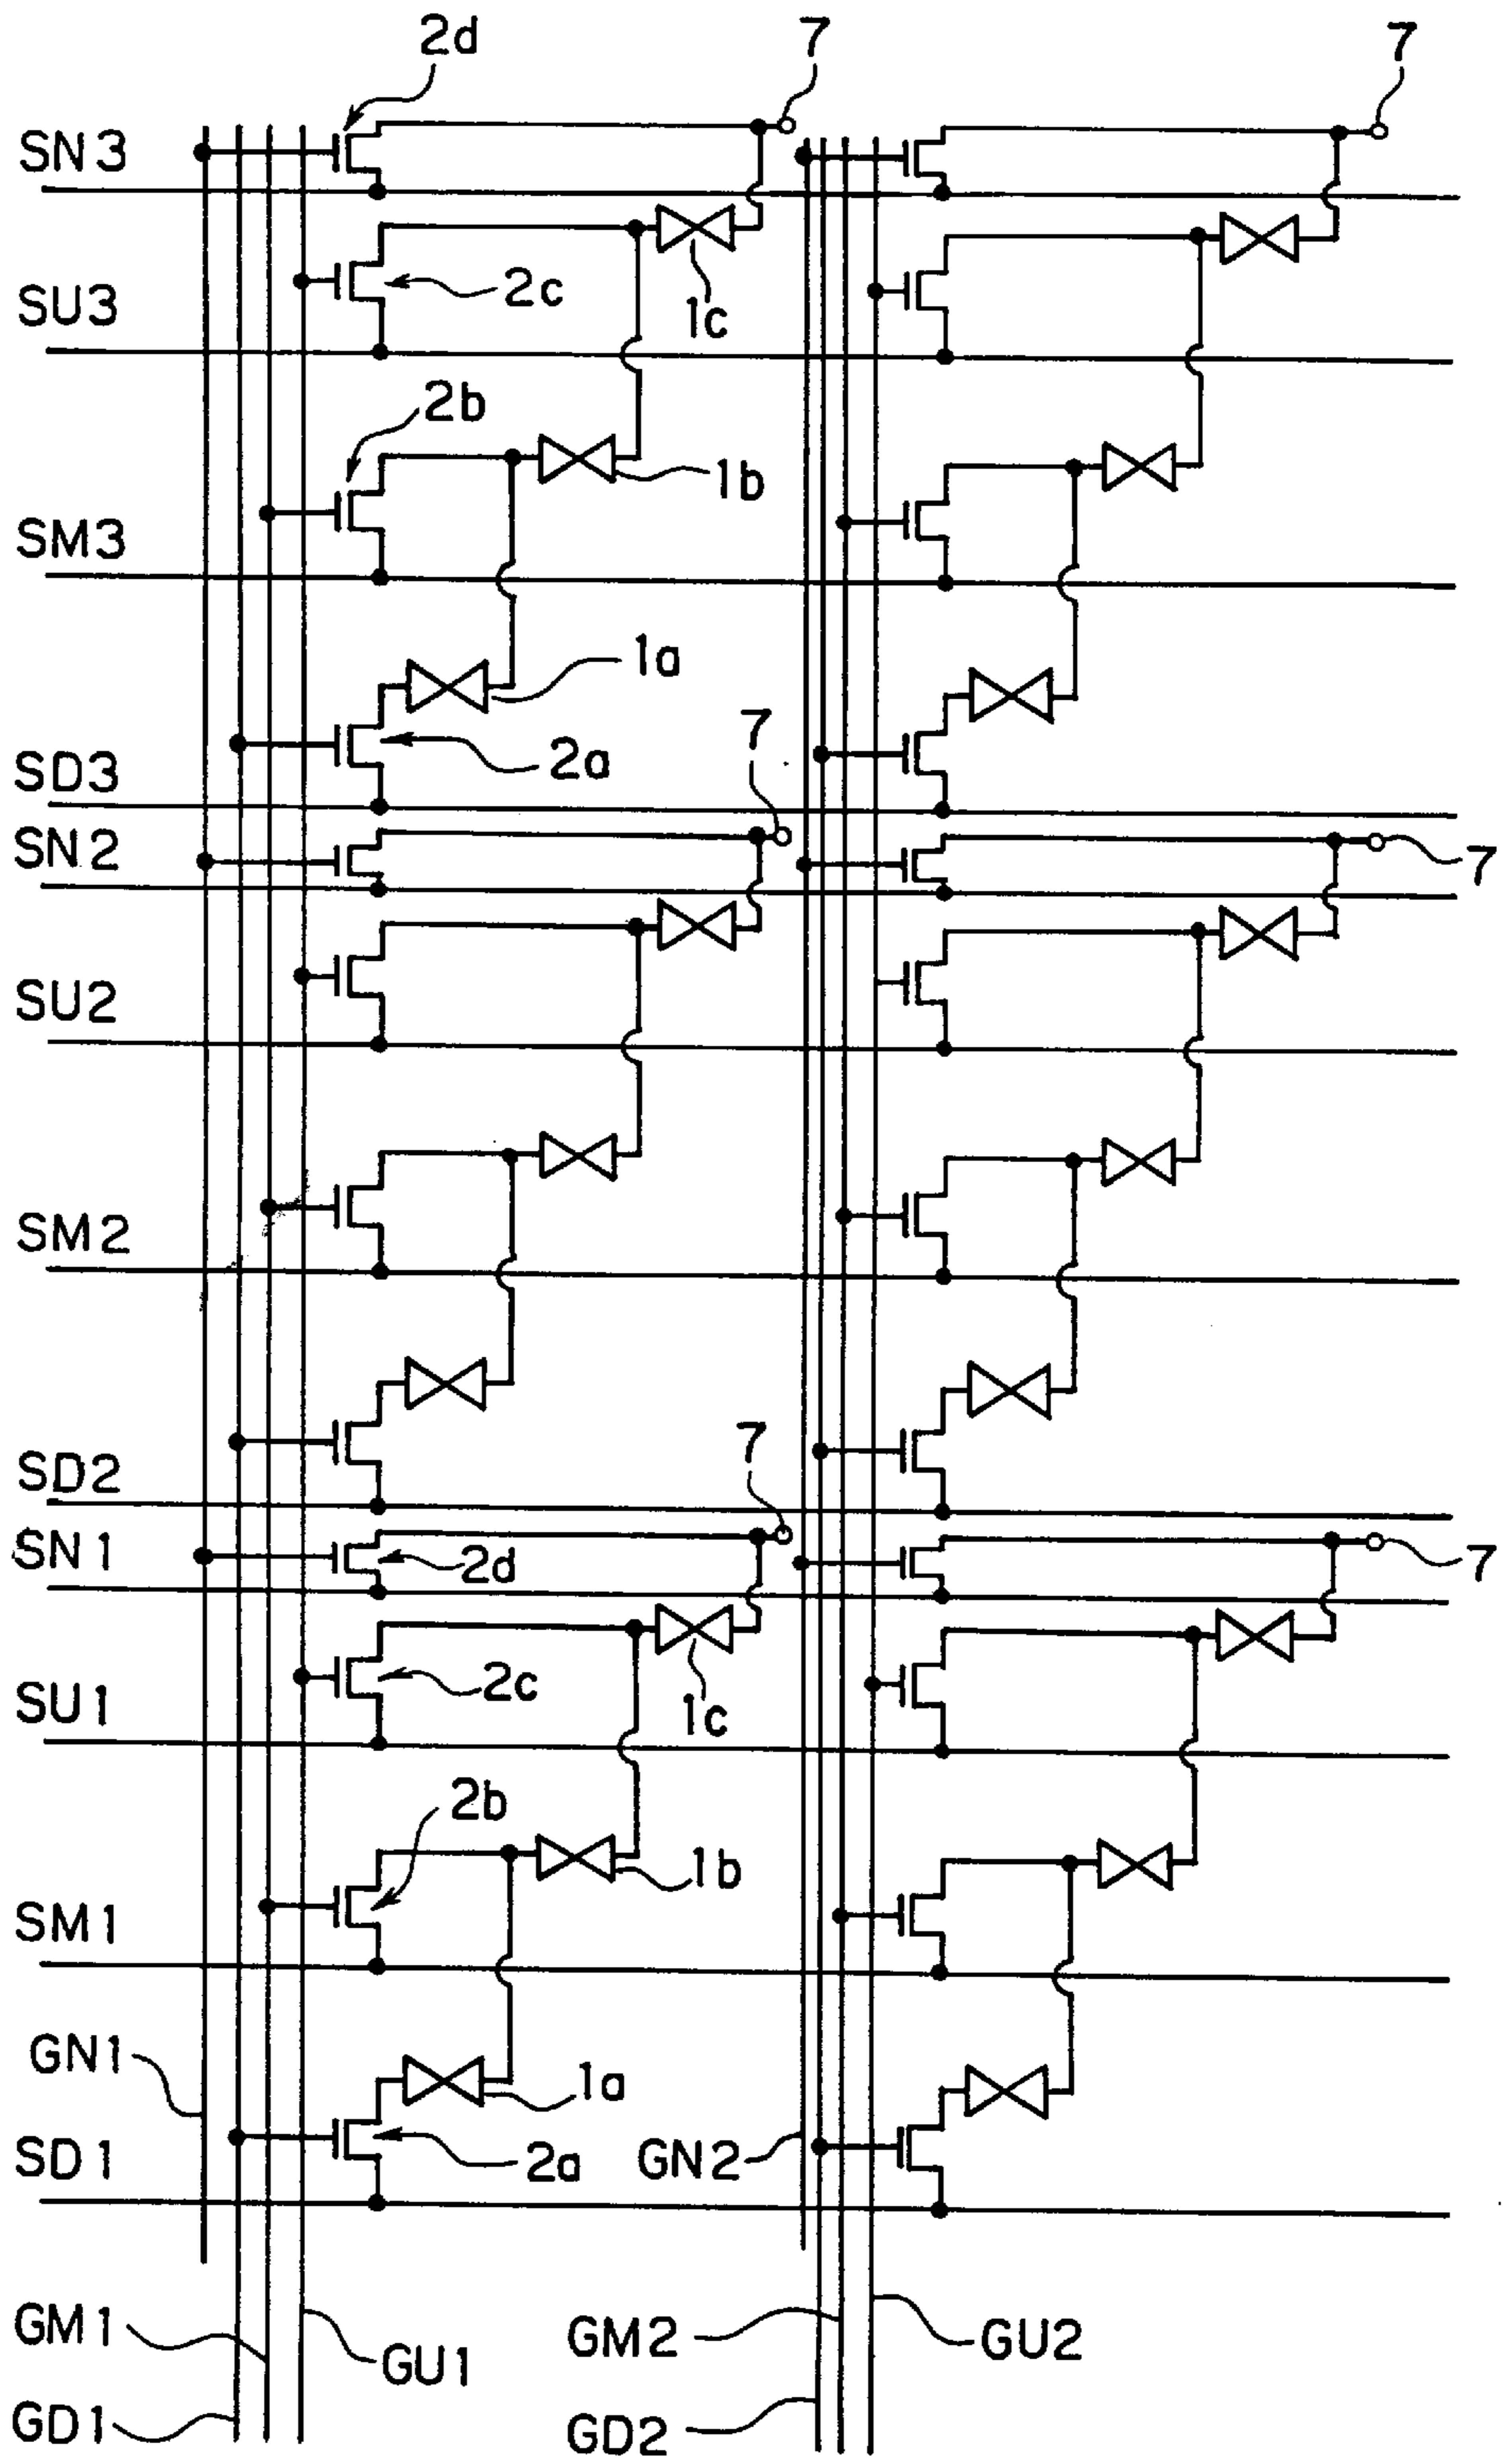 2d
7
7
SN3
SU3
2c
1c
2b
1b
SM3
1a
7
2a
SD3
SN2
7
SU2
SM2
7
SD2
SN1
2d
7
2c
1c
SU1
2b
1b
SM1
GN1
1a
SD1
2a
GN2
GM1
GM2
GU2
GU1
GD1
GD2